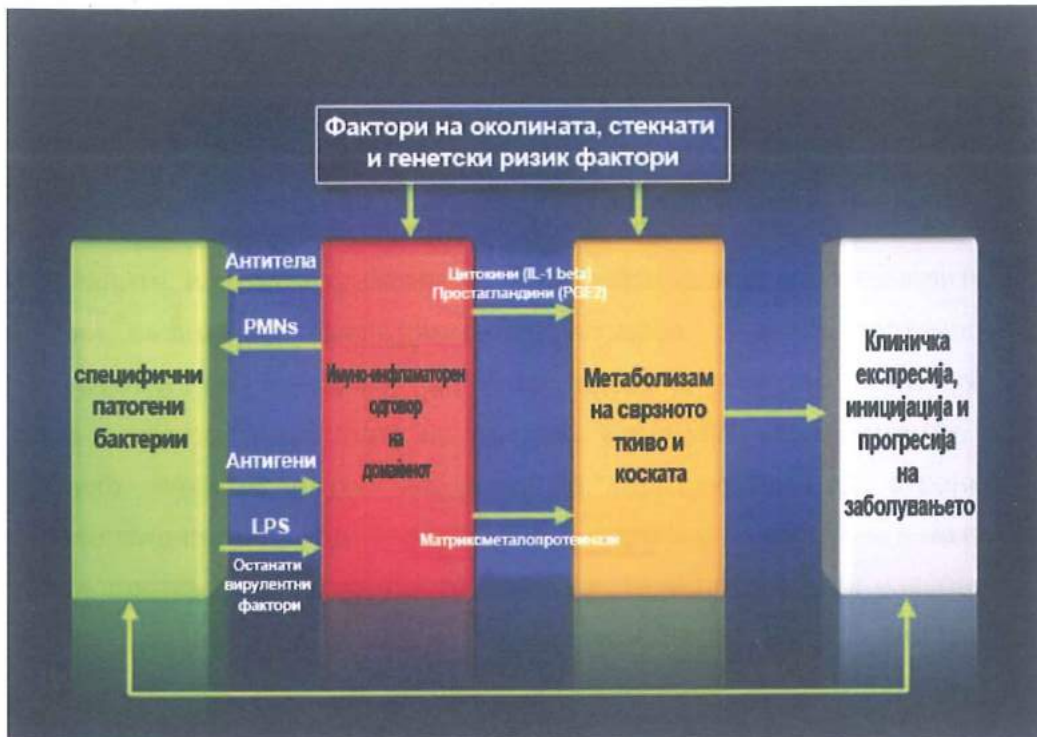 Фактори на околината, стекнати
и генетски ризик фактори
специфични
патогени
бактерии
Антитела
PMNs
Антигени
LPS
Останати
вирулентни
фактори
Имуно-инфламаторен
одговор
на
домаќинот
Цитокини (IL-1 beta)
Простагландини (PGE2)
Матриксметалопротеинази
Метаболизам
на сврзното
ткиво и
коската
Клиничка
експресија,
иницијација и
прогресија
на
заболувањето